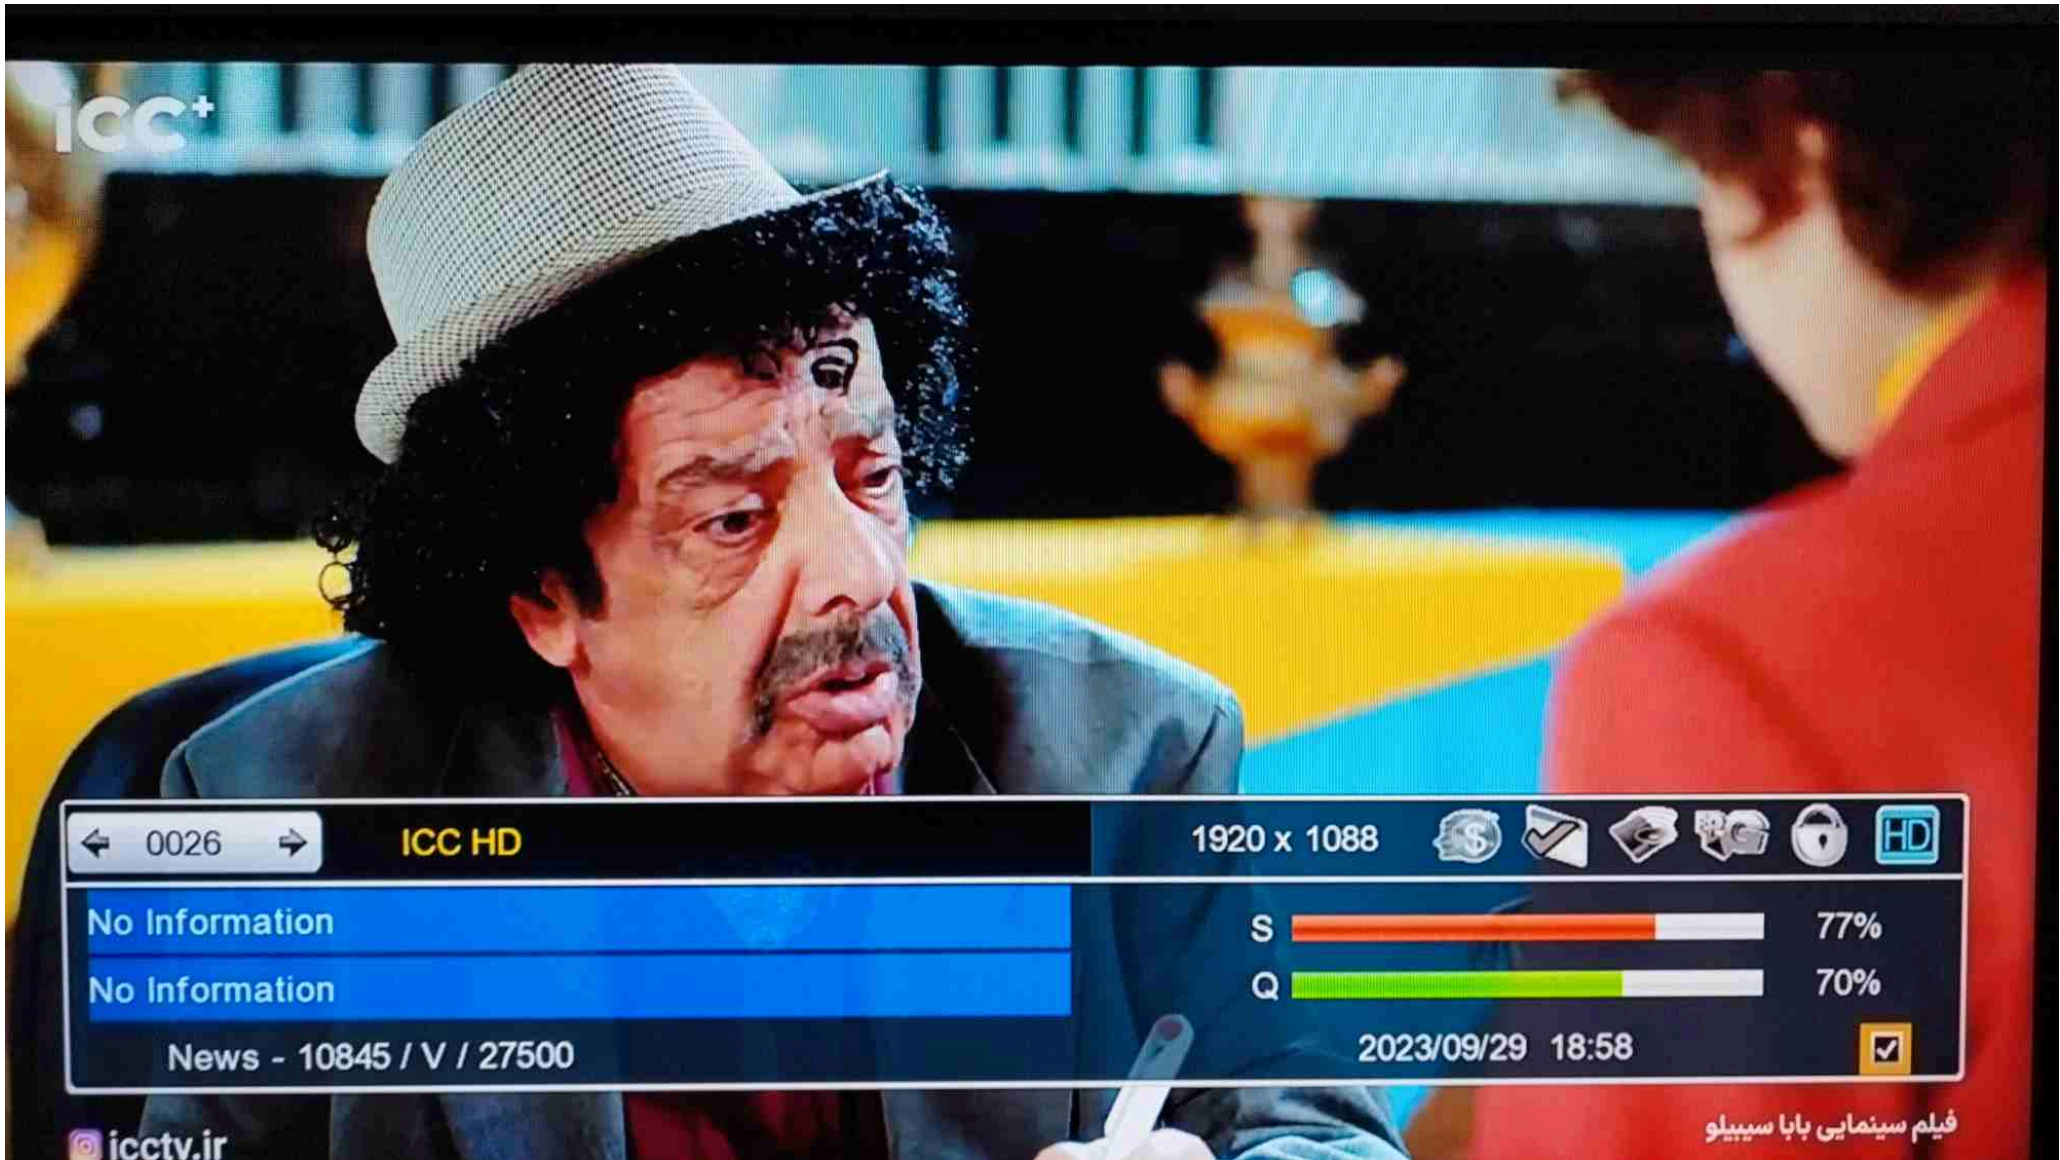 ICC+
0026
ICC HD
1920 x 1088
$
HD
No Information
S
77%
No Information
Q
70%
News - 10845 / V / 27500
2023/09/29 18:58
فیلم سینمایی بابا سیبیلو
icctv.ir